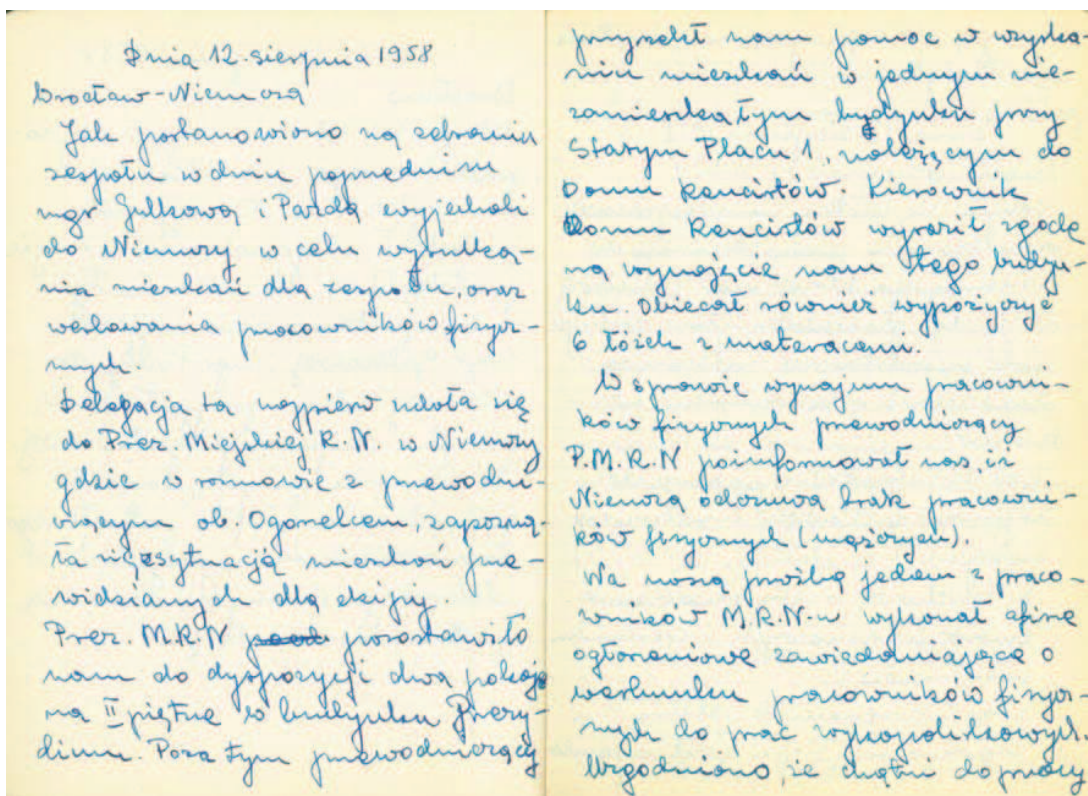 Dnia 12. sierpnia 1958
Wrocław-Niemcza
Jak postanowiono na zebraniu
zespołu w dniu poprzednim
mgr Gulkowa i Parda wyjechali
do Niemczy w celu wyszuka-
nia mieszkań dla zespołu, oraz
werbowania pracowników fizycz-
nych.
Delegacja ta najpierw udała się
do Prez. Miejskiej R.N. w Niemczy
gdzie w rozmowie z przewodni-
czącym ob. Ogonelcem, zapozna-
ła się z sytuacją mieszkań prze-
widzianych dla ekipy.
Prez. M.R.N pozostawiło
nam do dyspozycji dwa pokoje
na II piętrze w budynku Prezy-
dium. Poza tym przewodniczący
przyrzekł nam pomoc w uzyska-
niu mieszkań w jednym nie-
zamieszkałym budynku przy
Starym Placu 1., należącym do
Domu Rencistów. Kierownik
Domu Rencistów wyraził zgodę
na wynajęcie nam tego budyn-
ku. Obiecał również wypożyczyć
6 łóżek z materacami.
W sprawie wynajmu pracowni-
ków fizycznych przewodniczący
P.M.R.N poinformował nas, iż
Niemcza odczuwa brak pracowni-
ków fizycznych (mężczyzn).
Na naszą prośbę jeden z praco-
wników M.R.N-u wykonał afisz
ogłoszeniowe zawiadamiające o
werbunku pracowników fizycz-
nych do prac wykopaliskowych.
Uzgodniono, że chętni do pracy